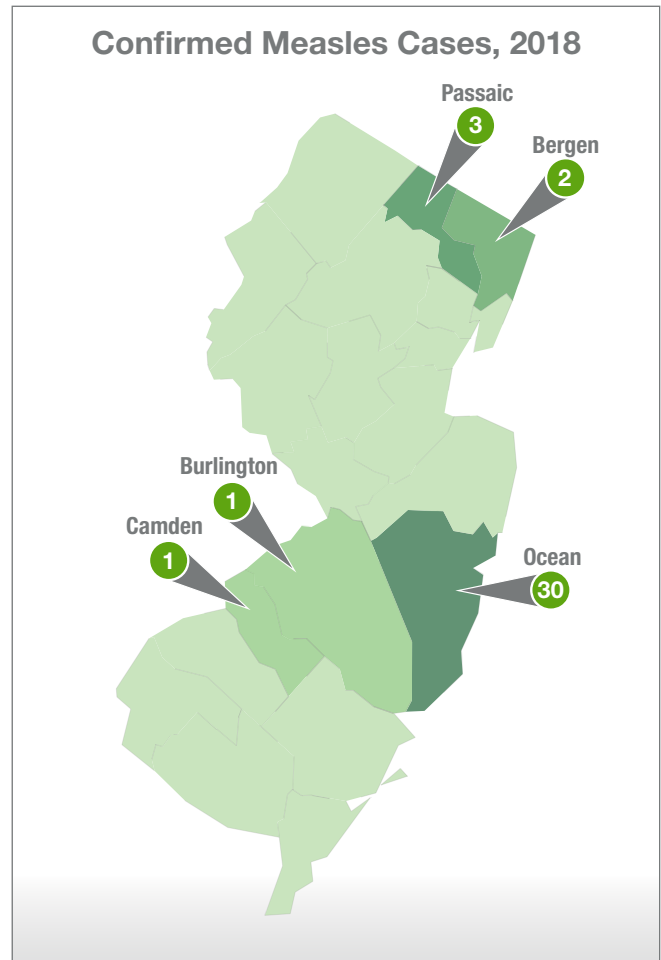 Confirmed Measles Cases, 2018
Passaic
3
Bergen
2
Burlington
1
Camden
1
Ocean
30